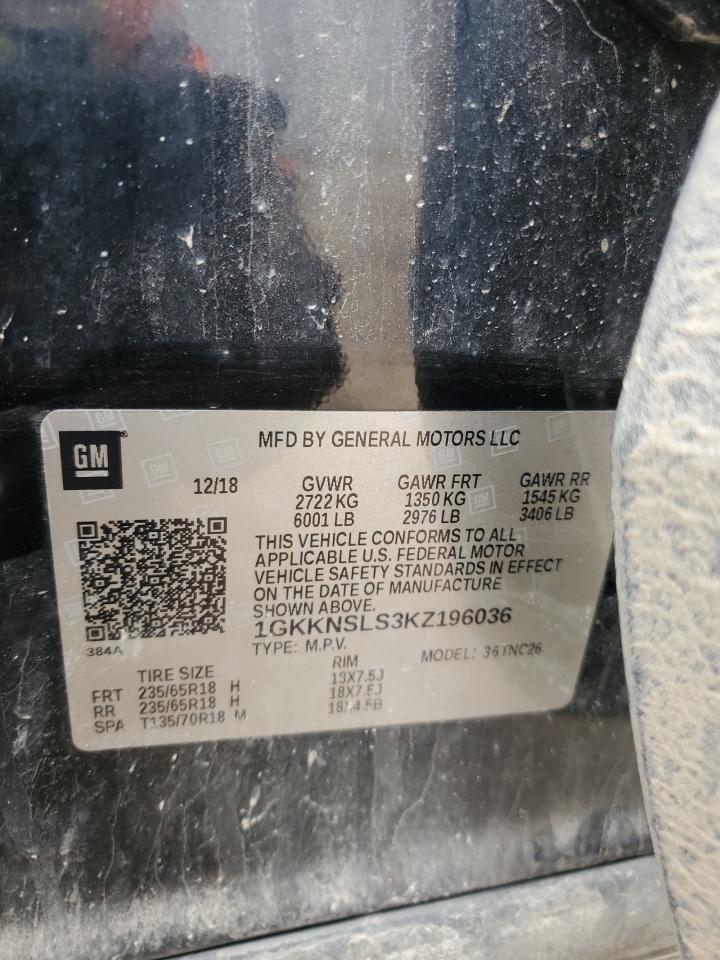 GM
MFD BY GENERAL MOTORS LLC
12/18 GVWR GAWR FRT GAWR RR
2722 KG 1350 KG 1545 KG
6001 LB 2976 LB 3406 LB
THIS VEHICLE CONFORMS TO ALL
APPLICABLE U.S. FEDERAL MOTOR
VEHICLE SAFETY STANDARDS IN EFFECT
ON THE DATE OF MANUFACTURE
SHOWN ABOVE.
1GKKNSLS3KZ196036
384A
TYPE: M.P.V. MODEL: 36TNC26
TIRE SIZE RIM
FRT 235/65R18 H 18X7.5J
RR 235/65R18 H 18X7.5J
SPA T135/70R18 M 18X4.5B